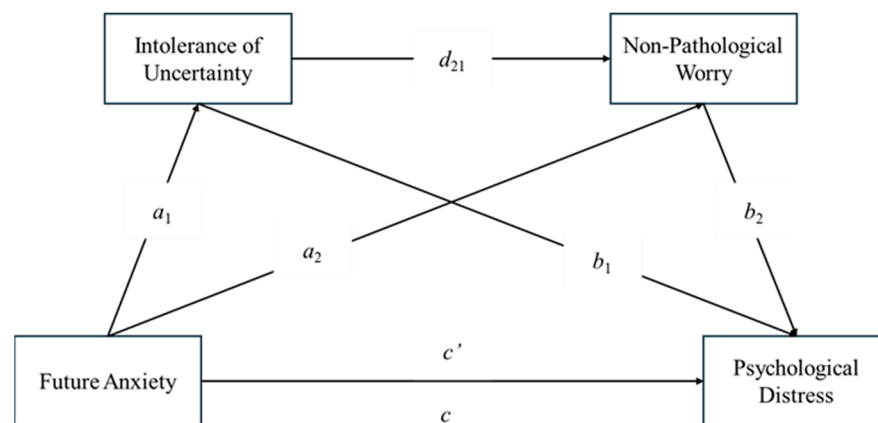 Intolerance of
Uncertainty
d₂₁
Non-Pathological
Worry
a₁
a₂
b₁
b₂
Future Anxiety
c’
c
Psychological
Distress